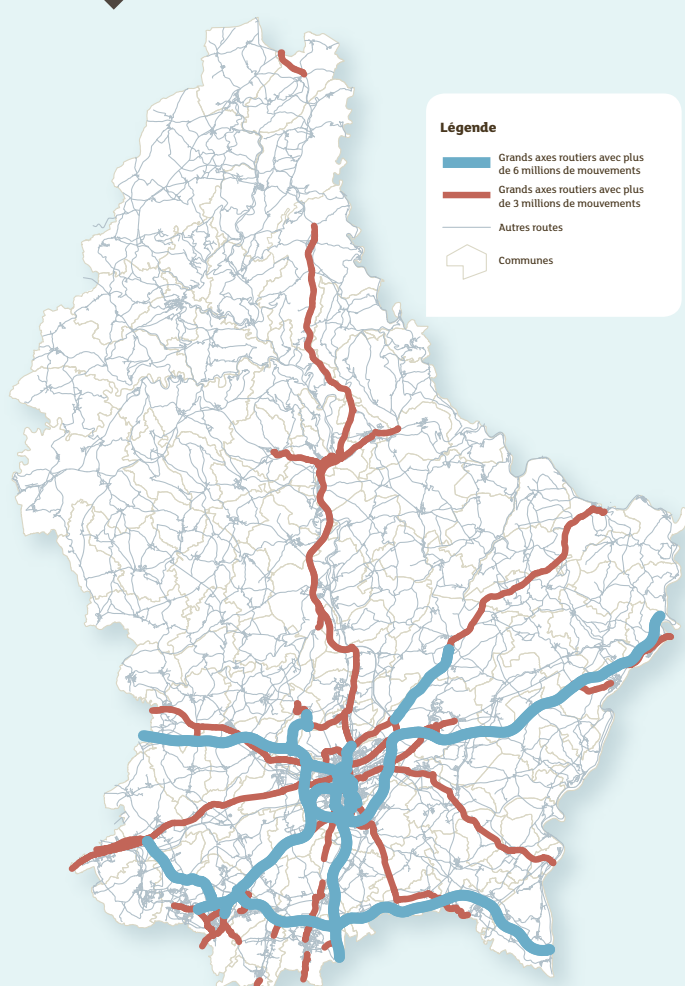 Légende
Grands axes routiers avec plus
de 6 millions de mouvements
Grands axes routiers avec plus
de 3 millions de mouvements
Autres routes
Communes